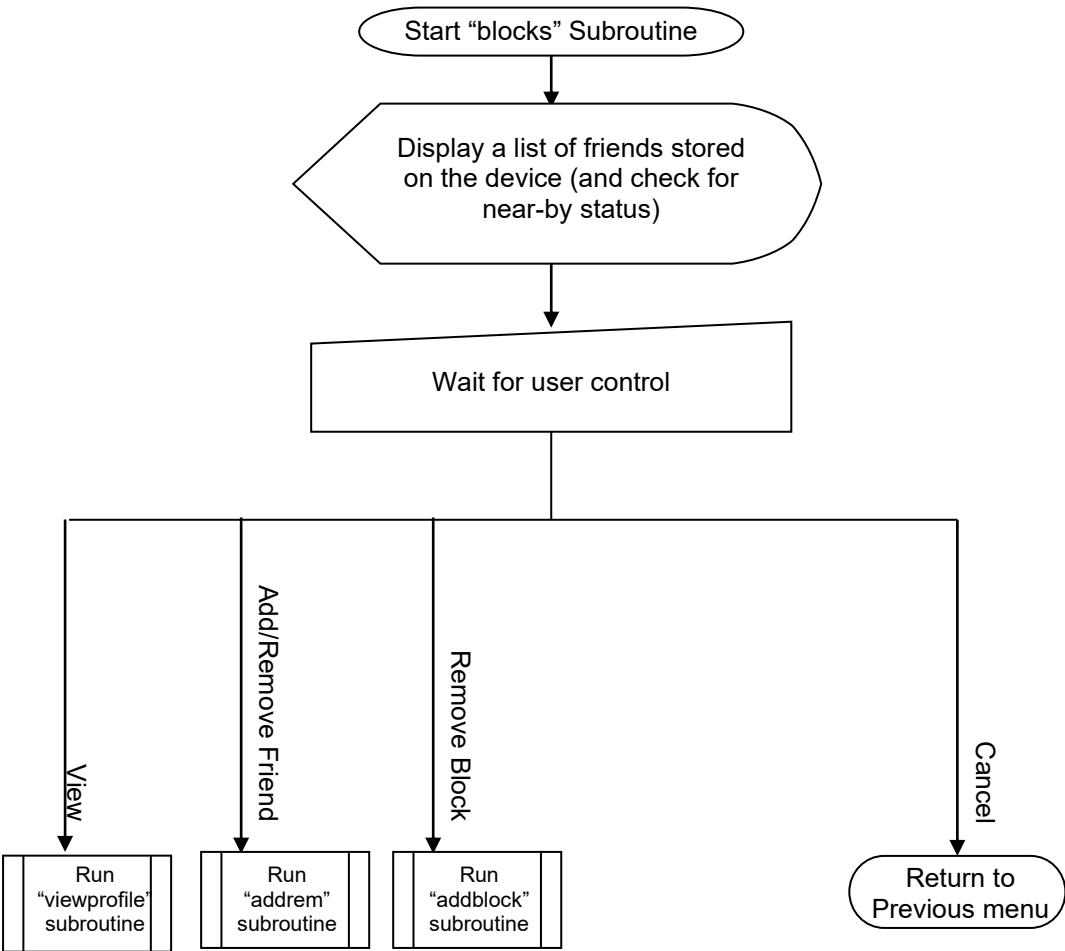 Start “blocks” Subroutine
Display a list of friends stored
on the device (and check for
near-by status)
Wait for user control
View
Add/Remove Friend
Remove Block
Cancel
Run
“viewprofile”
subroutine
Run
“addrem”
subroutine
Run
“addblock”
subroutine
Return to
Previous menu